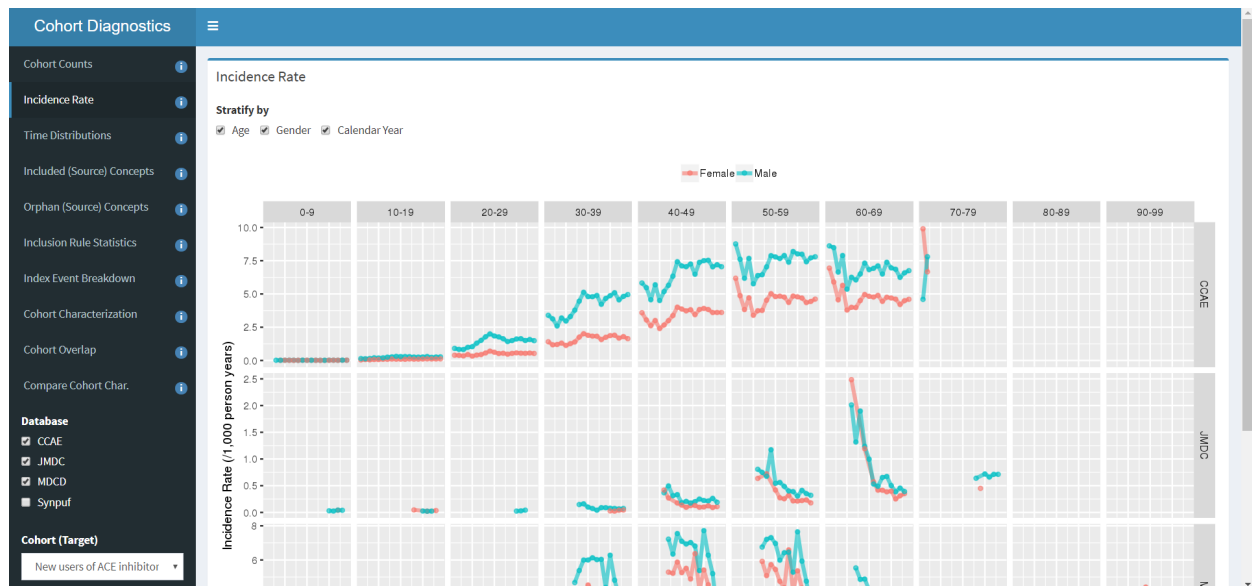 Cohort Diagnostics
Cohort Counts
Incidence Rate
Time Distributions
Included (Source) Concepts
Orphan (Source) Concepts
Inclusion Rule Statistics
Index Event Breakdown
Cohort Characterization
Cohort Overlap
Compare Cohort Char.
Database
CCAE
JMDC
MDCD
Synpuf
Cohort (Target)
New users of ACE inhibitor
Incidence Rate
Stratify by
Age Gender Calendar Year
Female Male
0-9 10-19 20-29 30-39 40-49 50-59 60-69 70-79 80-89 90-99
Incidence Rate (/1,000 person years)
10.0
7.5
5.0
2.5
0.0
CCAE
2.5
2.0
1.5
1.0
0.5
0.0
JMDC
8
6